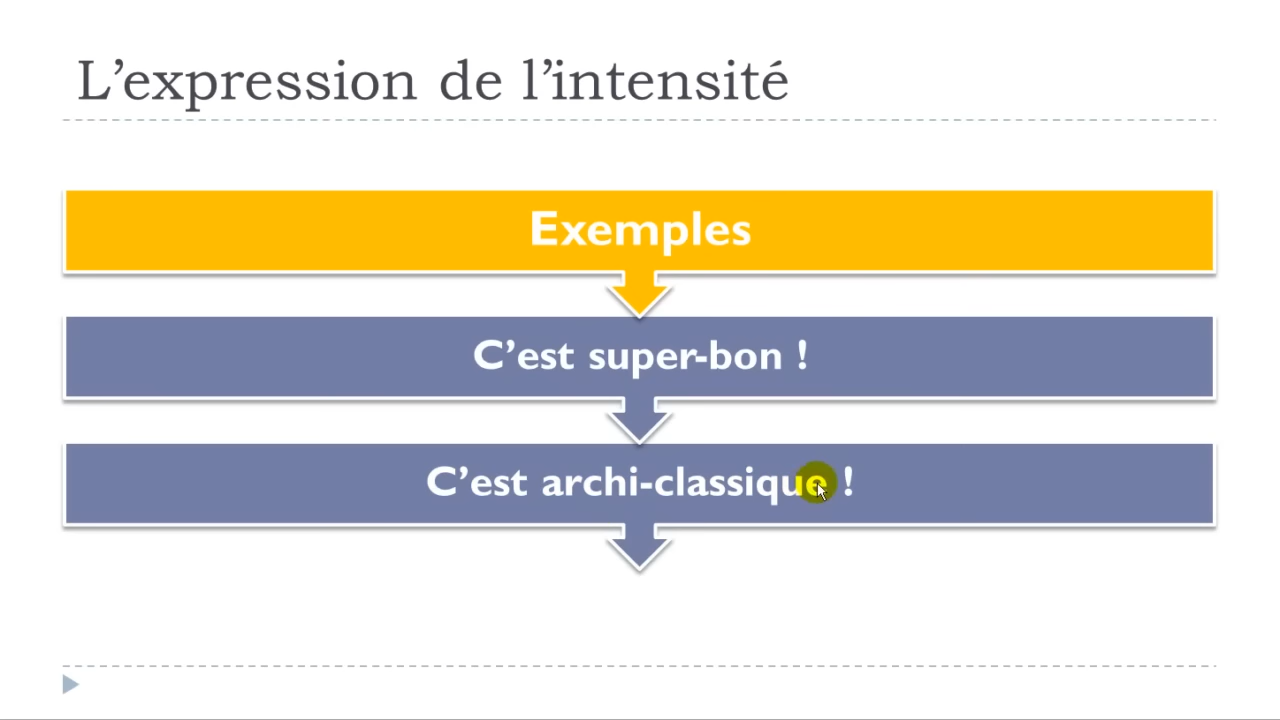 L’expression de l’intensité
Exemples
C’est super-bon !
C’est archi-classique !